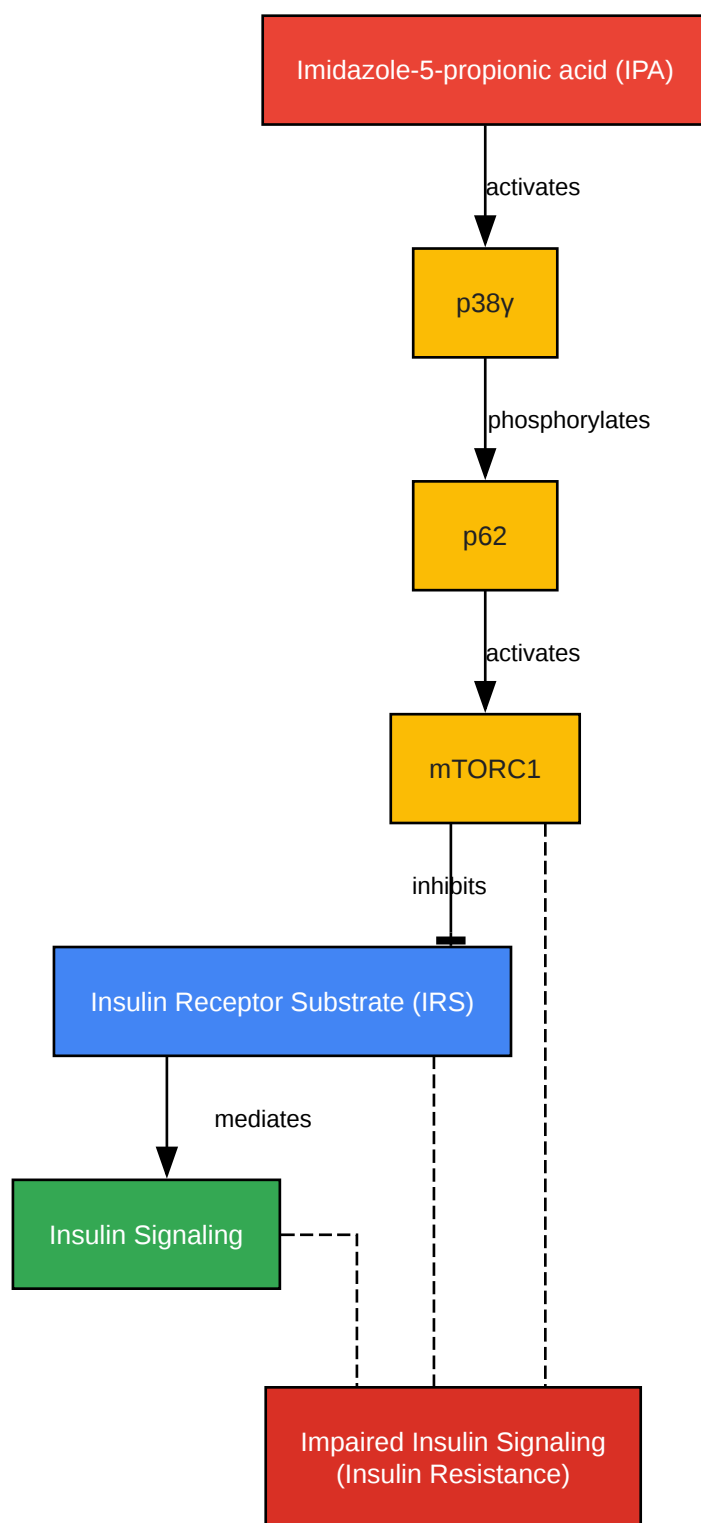 Imidazole-5-propionic acid (IPA)
activates
p38γ
phosphorylates
p62
activates
mTORC1
inhibits
Insulin Receptor Substrate (IRS)
mediates
Insulin Signaling
Impaired Insulin Signaling
(Insulin Resistance)